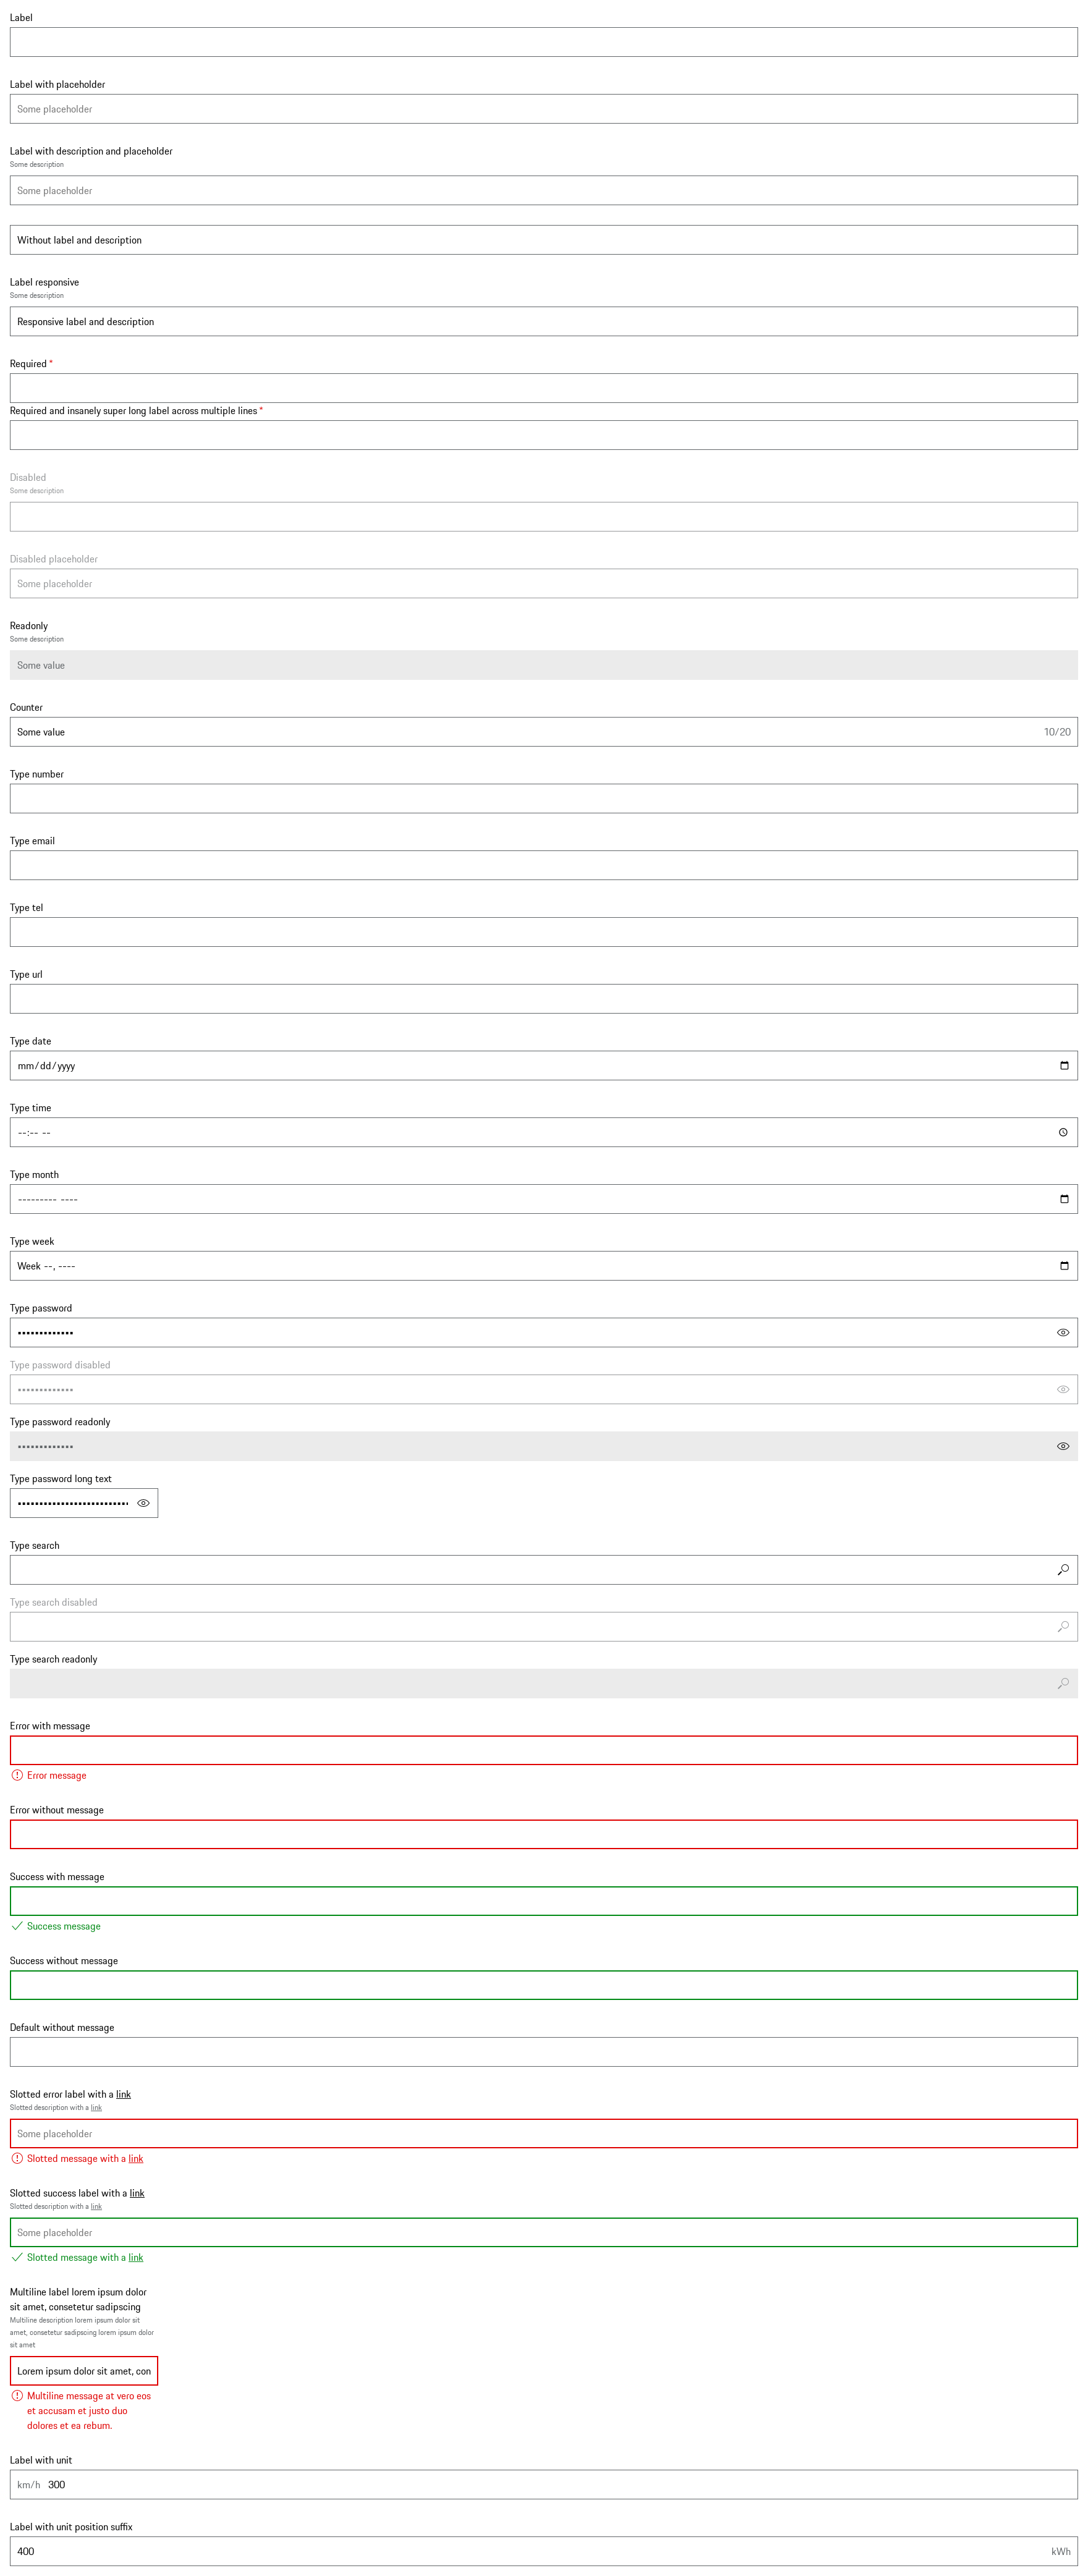 Label
Label with placeholder
Some placeholder
Label with description and placeholder
Some description
Some placeholder
Without label and description
Label responsive
Some description
Responsive label and description
Required *
Required and insanely super long label across multiple lines *
Disabled
Some description
Disabled placeholder
Some placeholder
Readonly
Some description
Some value
Counter
Some value 10/20
Type number
Type email
Type tel
Type url
Type date
mm/dd/yyyy
Type time
--:-- --
Type month
--------- ----
Type week
Week --, ----
Type password
•••••••••••••
Type password disabled
•••••••••••••
Type password readonly
•••••••••••••
Type password long text
••••••••••••••••••••••••••
Type search
Type search disabled
Type search readonly
Error with message
Error message
Error without message
Success with message
Success message
Success without message
Default without message
Slotted error label with a link
Slotted description with a link
Some placeholder
Slotted message with a link
Slotted success label with a link
Slotted description with a link
Some placeholder
Slotted message with a link
Multiline label lorem ipsum dolor
sit amet, consetetur sadipscing
Multiline description lorem ipsum dolor sit
amet, consetetur sadipscing lorem ipsum dolor
sit amet
Lorem ipsum dolor sit amet, con
Multiline message at vero eos
et accusam et justo duo
dolores et ea rebum.
Label with unit
km/h 300
Label with unit position suffix
400 kWh